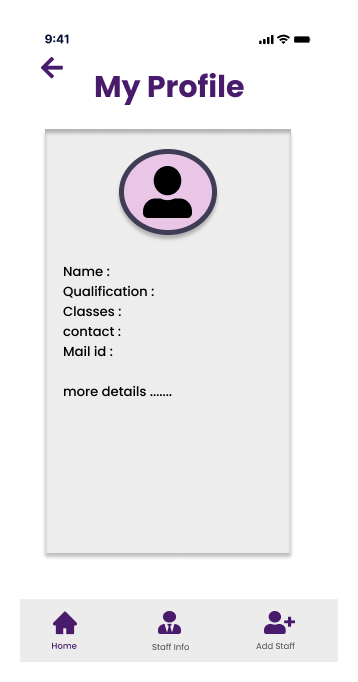 9:41
My Profile
Name :
Qualification :
Classes :
contact :
Mail id :
more details .......
Home
Staff Info
Add Staff